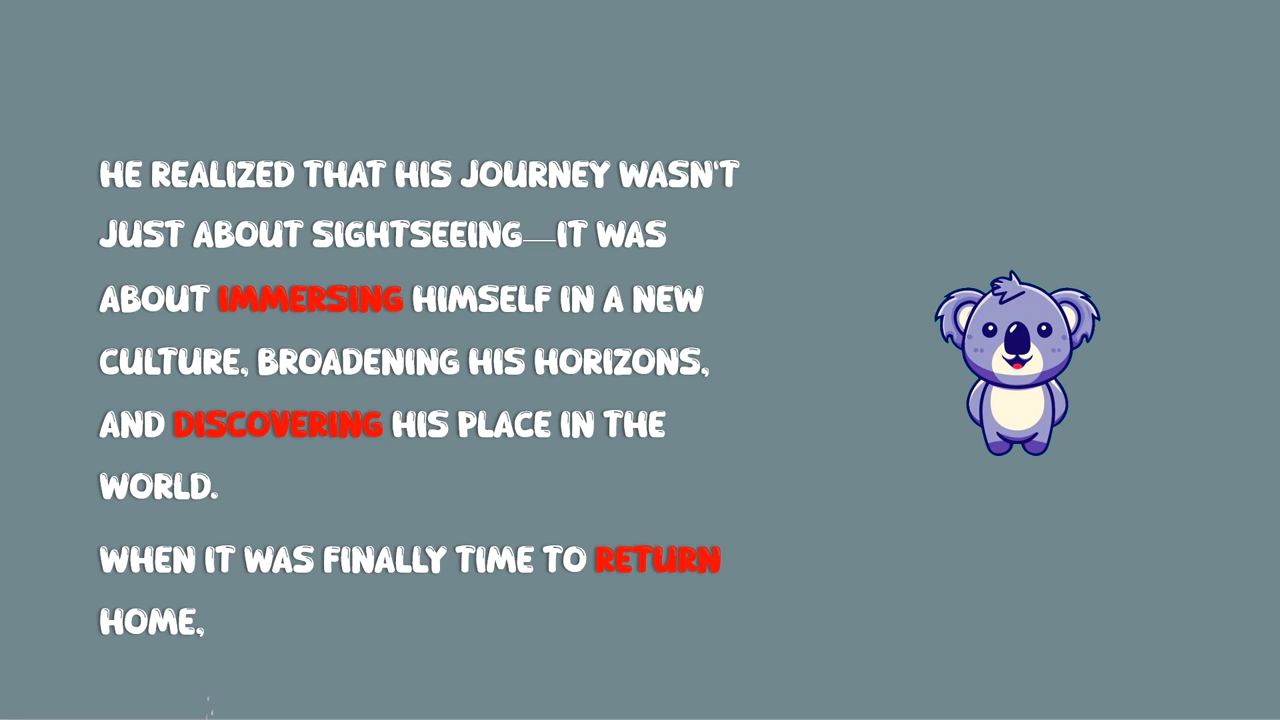 HE REALIZED THAT HIS JOURNEY WASN'T
JUST ABOUT SIGHTSEEING—IT WAS
ABOUT IMMERSING HIMSELF IN A NEW
CULTURE, BROADENING HIS HORIZONS,
AND DISCOVERING HIS PLACE IN THE
WORLD.
WHEN IT WAS FINALLY TIME TO RETURN
HOME,